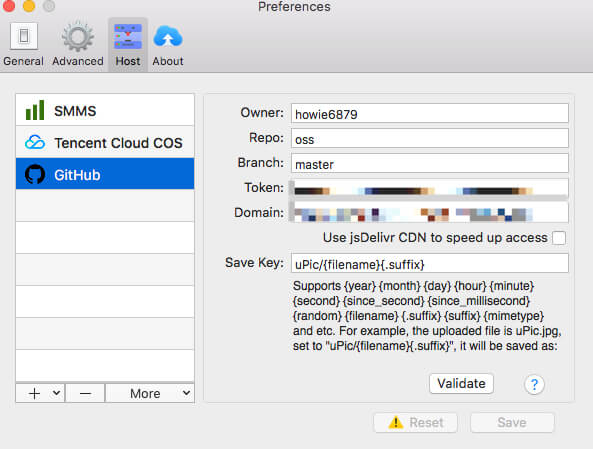 Preferences
General
Advanced
Host
About
SMMS
Tencent Cloud COS
GitHub
Owner: howie6879
Repo: oss
Branch: master
Token:
Domain:
Use jsDelivr CDN to speed up access
Save Key: uPic/{filename}{.suffix}
Supports {year} {month} {day} {hour} {minute}
{second} {since_second} {since_millisecond}
{random} {filename} {.suffix} {suffix} {mimetype}
and etc. For example, the uploaded file is uPic.jpg,
set to "uPic/{filename}{.suffix}", it will be saved as:
Validate
?
More
Reset
Save